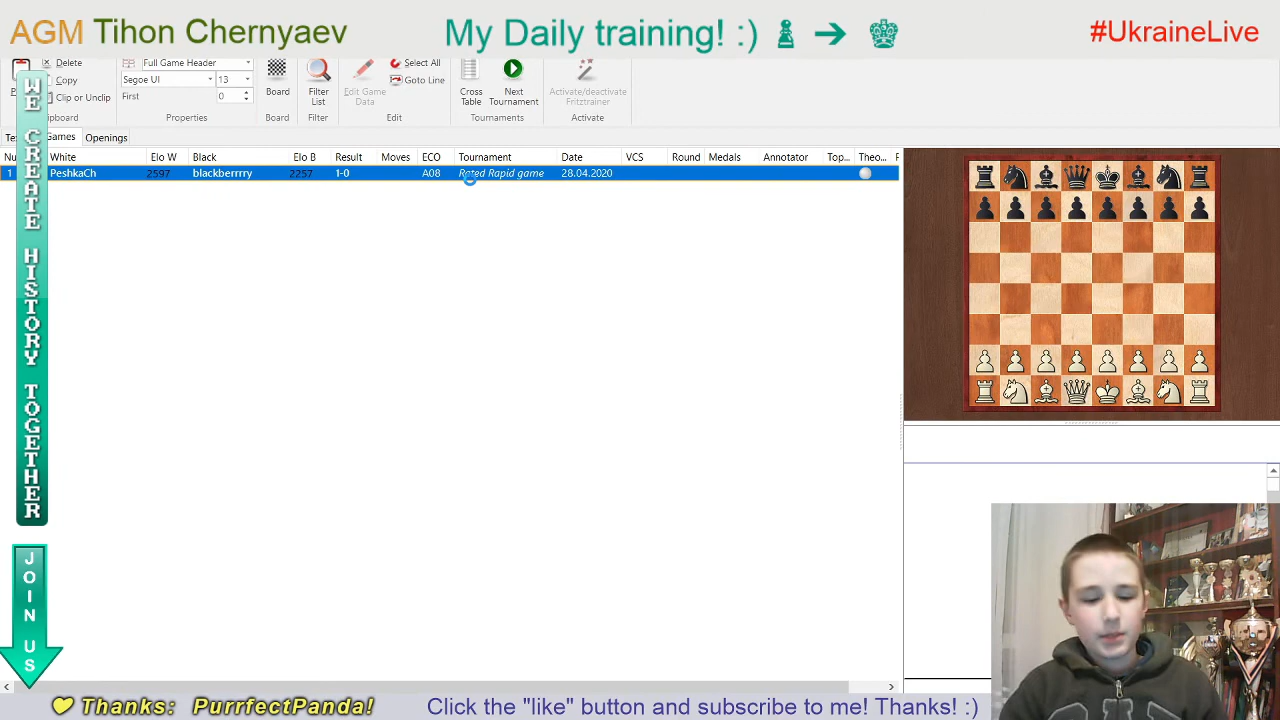 AGM Tihon Chernyaev
My Daily training! :)
#UkraineLive
Delete
Copy
Clip or Unclip
Full Game Header
Segoe UI
13
First
0
Board
Filter List
Edit Game Data
Select All
Goto Line
Cross Table
Next Tournament
Activate/deactivate Fritztrainer
Properties
Board
Filter
Edit
Tournaments
Activate
Games
Openings
White
Elo W
Black
Elo B
Result
Moves
ECO
Tournament
Date
VCS
Round
Medals
Annotator
Top...
Theo...
1
PeshkaCh
2597
blackberrrry
2257
1-0
A08
Rated Rapid game
28.04.2020
WE CREATE HISTORY TOGETHER
JOIN US
Thanks: PurrfectPanda!
Click the "like" button and subscribe to me! Thanks! :)